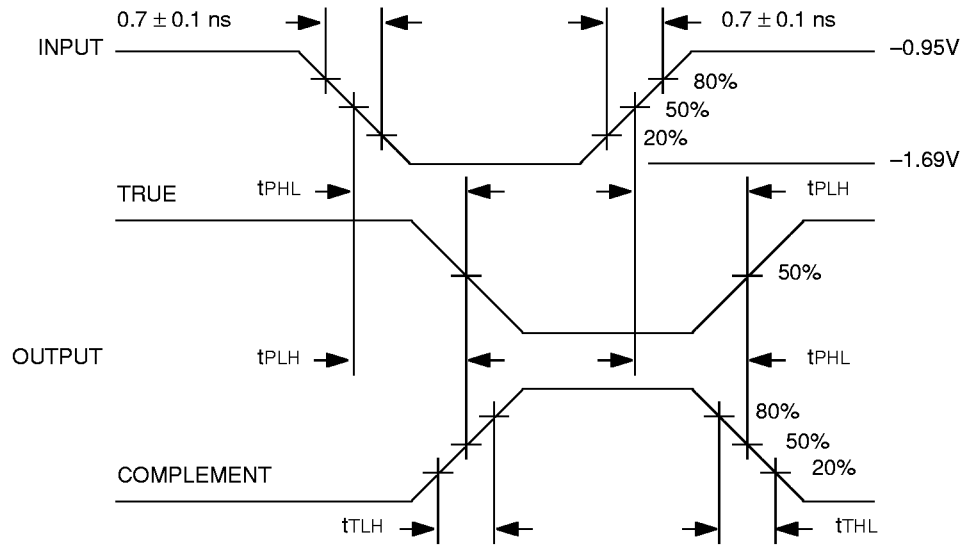 0.7 ± 0.1 ns 0.7 ± 0.1 ns
INPUT –0.95V
80%
50%
20%
–1.69V
tPHL tPLH
TRUE
50%
OUTPUT tPLH tPHL
80%
50%
20%
COMPLEMENT
tTLH tTHL